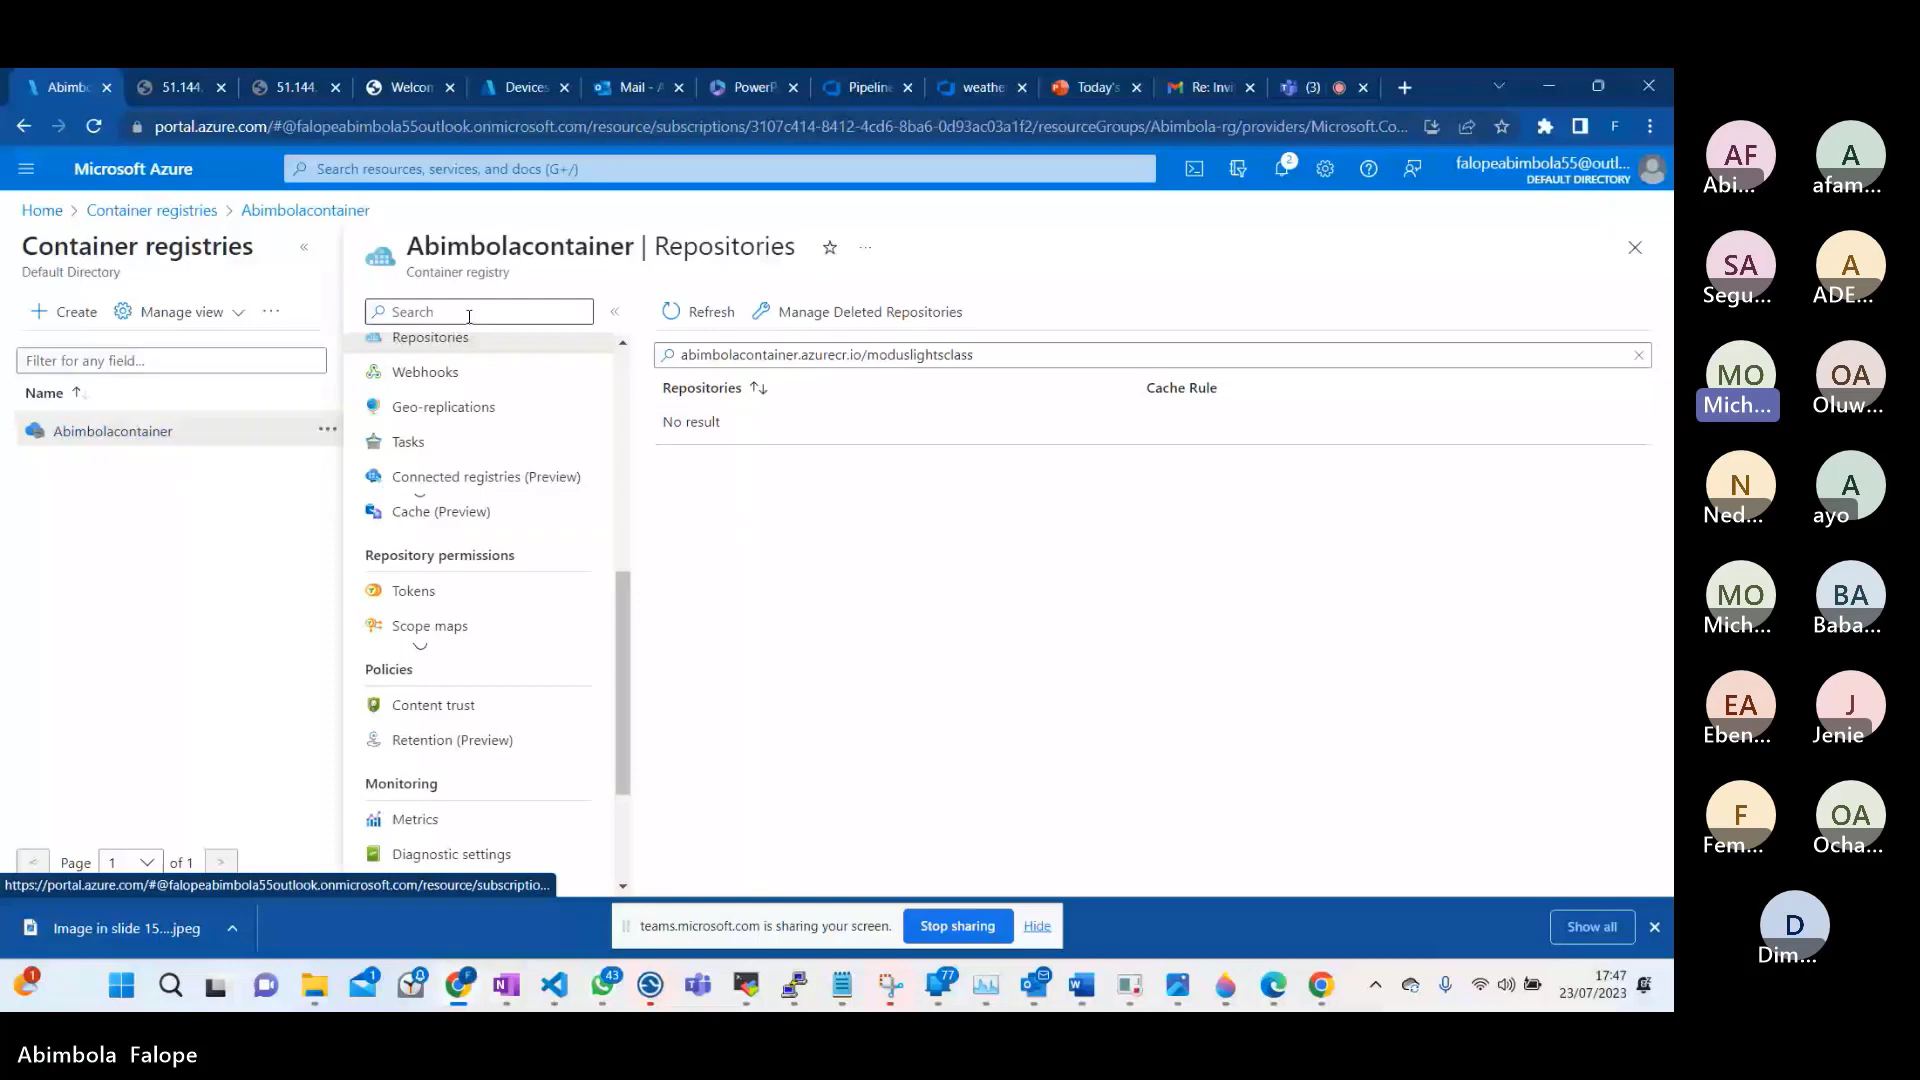 Abimb
51.144.
51.144.
Welcon
Devices
Mail - A
PowerP
Pipeline
weathe
Today's
Re: Invi
(3)
portal.azure.com/#@falopeabimbola55outlook.onmicrosoft.com/resource/subscriptions/3107c414-8412-4cd6-8ba6-0d93ac03a1f2/resourceGroups/Abimbola-rg/providers/Microsoft.Co...
F
Microsoft Azure
Search resources, services, and docs (G+/)
2
falopeabimbola55@outl...
DEFAULT DIRECTORY
Home > Container registries > Abimbolacontainer
Container registries
Default Directory
Create
Manage view
Filter for any field...
Name
Abimbolacontainer
Page 1 of 1
Abimbolacontainer | Repositories
Container registry
Search
Repositories
Webhooks
Geo-replications
Tasks
Connected registries (Preview)
Cache (Preview)
Repository permissions
Tokens
Scope maps
Policies
Content trust
Retention (Preview)
Monitoring
Metrics
Diagnostic settings
Refresh
Manage Deleted Repositories
abimbolacontainer.azurecr.io/moduslightsclass
Repositories
Cache Rule
No result
https://portal.azure.com/#@falopeabimbola55outlook.onmicrosoft.com/resource/subscriptio...
Image in slide 15....jpeg
teams.microsoft.com is sharing your screen.
Stop sharing
Hide
Show all
1
1
F
43
77
17:47
23/07/2023
AF
Abi...
A
afam...
SA
Segu...
A
ADE...
MO
Mich...
OA
Oluw...
N
Ned...
A
ayo
MO
Mich...
BA
Baba...
EA
Eben...
J
Jenie
F
Fem...
OA
Ocha...
D
Dim...
Abimbola Falope